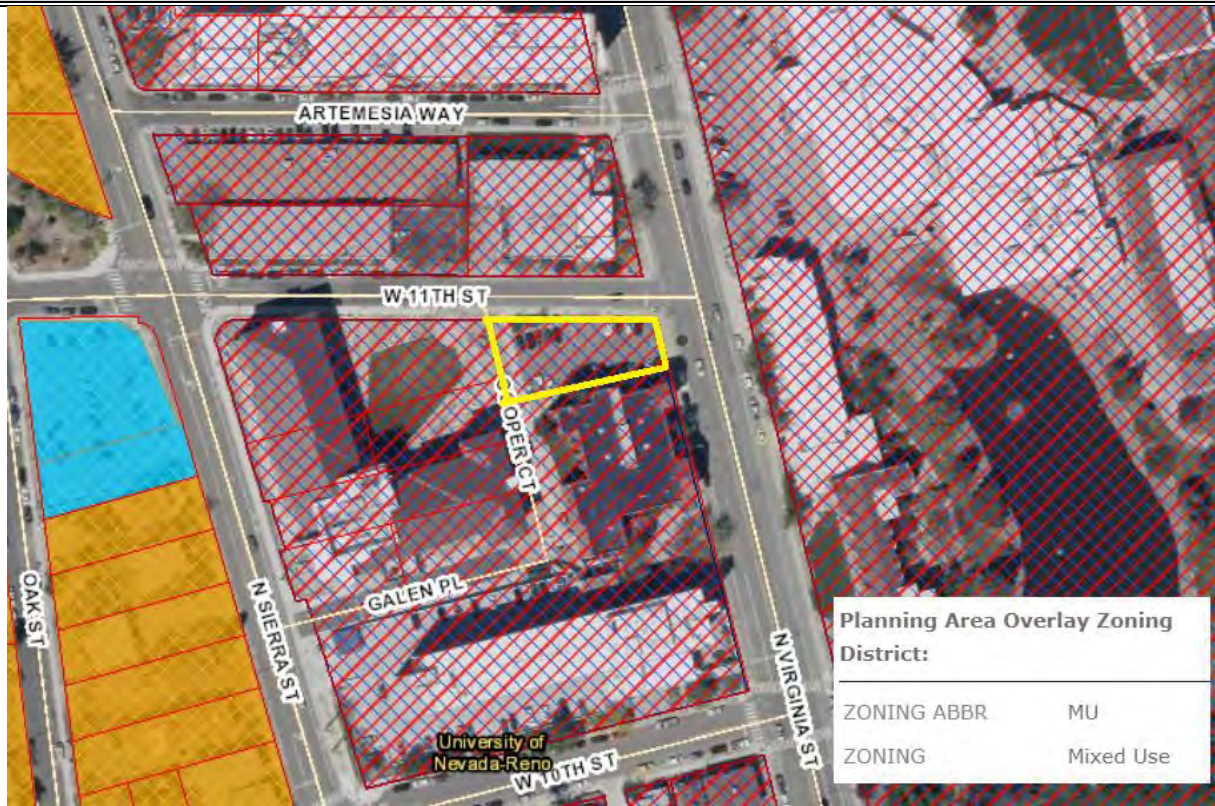 ARTEMESIA WAY
W 11TH ST
COOPER CT
GALEN PL
OAK ST
N SIERRA ST
N VIRGINIA ST
University of
Nevada-Reno
W 10TH ST
Planning Area Overlay Zoning
District:
ZONING ABBR MU
ZONING Mixed Use